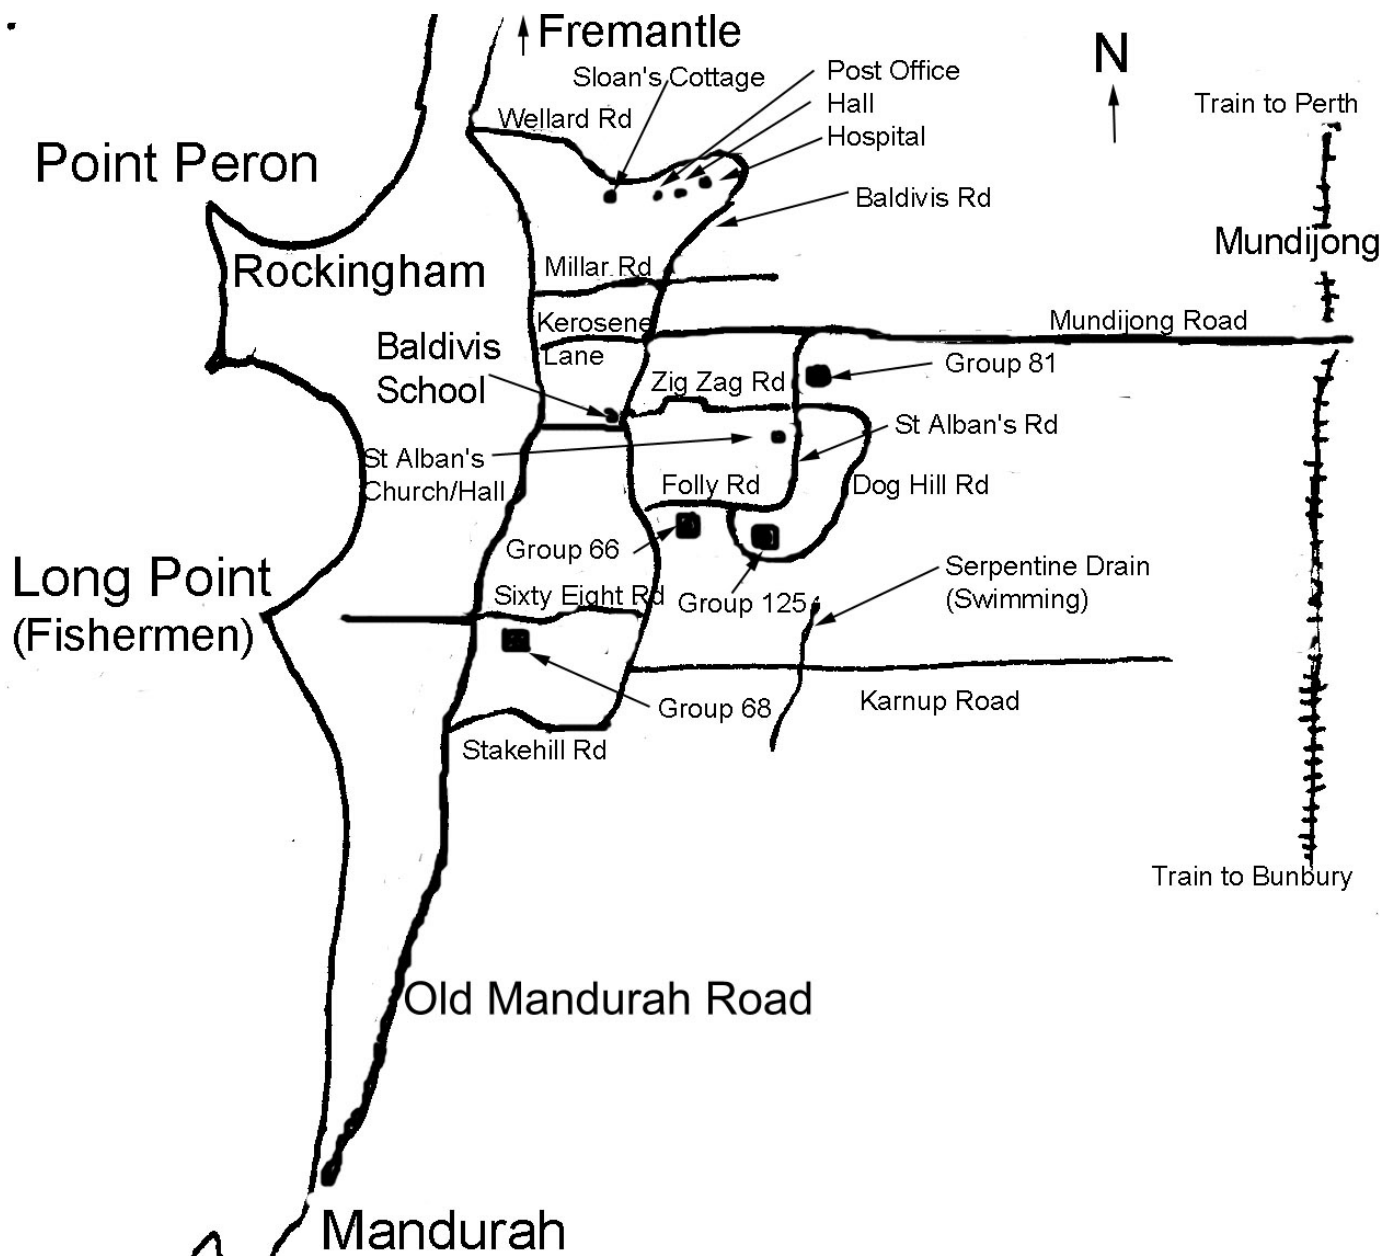 Fremantle
Sloan's Cottage
Post Office
N
Hall
Train to Perth
Wellard Rd
Hospital
Point Peron
Baldivis Rd
Mundijong
Rockingham
Millar Rd
Kerosene
Lane
Mundijong Road
Baldivis
School
Group 81
Zig Zag Rd
St Alban's Rd
St Alban's
Church/Hall
Folly Rd
Dog Hill Rd
Group 66
Long Point
(Fishermen)
Serpentine Drain
(Swimming)
Sixty Eight Rd
Group 125
Group 68
Karnup Road
Stakehill Rd
Train to Bunbury
Old Mandurah Road
Mandurah